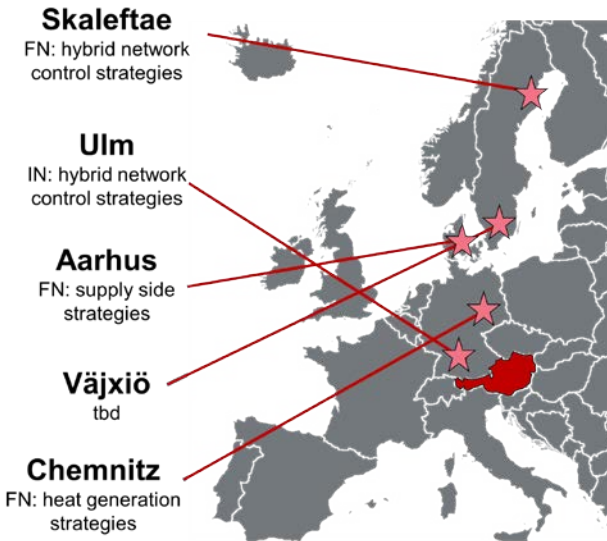 Skaleftae
FN: hybrid network
control strategies
Ulm
IN: hybrid network
control strategies
Aarhus
FN: supply side
strategies
Väjxiö
tbd
Chemnitz
FN: heat generation
strategies